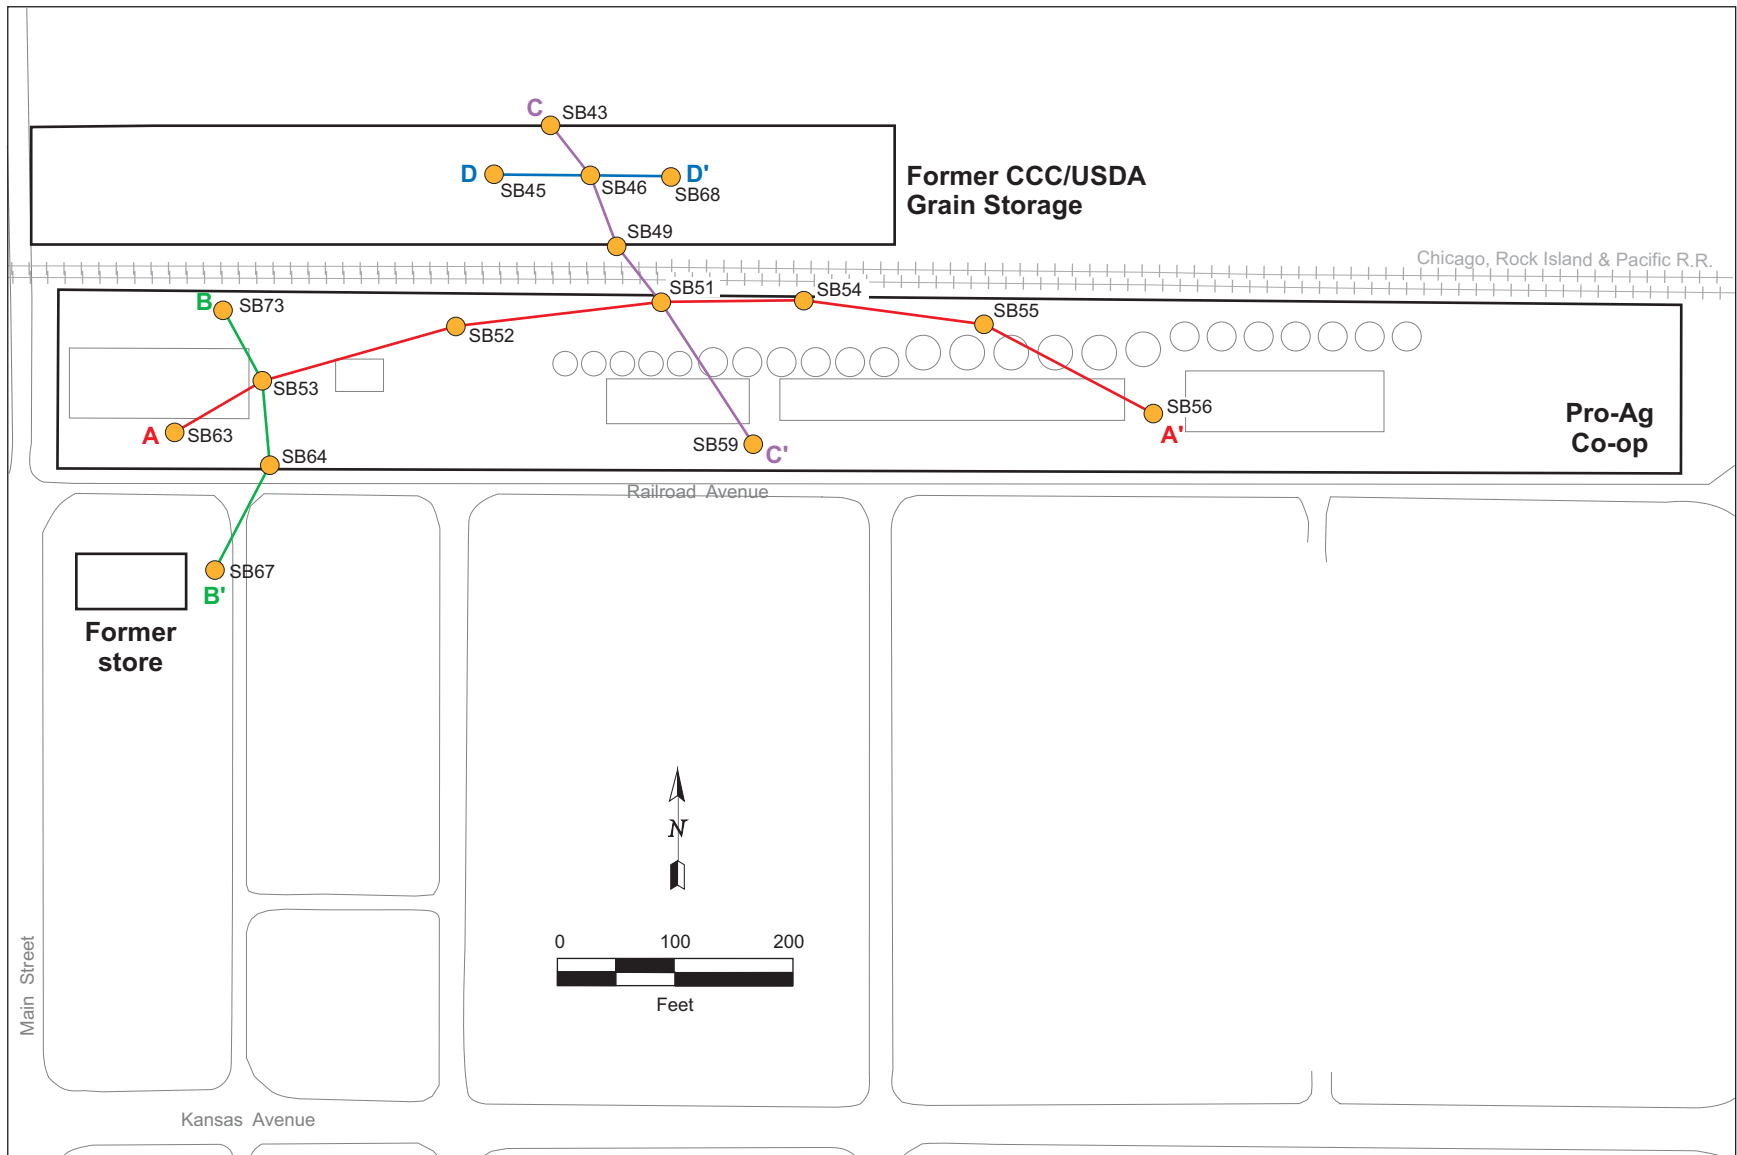 C
SB43
D
SB45
SB46
D'
SB68
Former CCC/USDA
Grain Storage
SB49
Chicago, Rock Island & Pacific R.R.
B
SB73
SB51
SB54
SB55
SB52
SB53
A
SB63
SB56
A'
Pro-Ag
Co-op
SB59
C'
SB64
Railroad Avenue
SB67
B'
Former
store
N
0 100 200
Feet
Main Street
Kansas Avenue